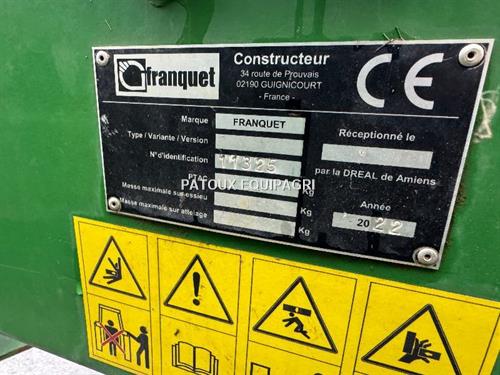 franquet
Constructeur
34 route de Prouvais
02190 GUIGNICOURT
- France -
CE
Marque FRANQUET
Type / Variante / Version
N° d'identification 11325
PTAC Kg
Masse maximale sur essieu Kg
Masse maximale sur attelage Kg
Réceptionné le
par la DREAL de Amiens
Année
2022
PATOUX EQUIPAGRI